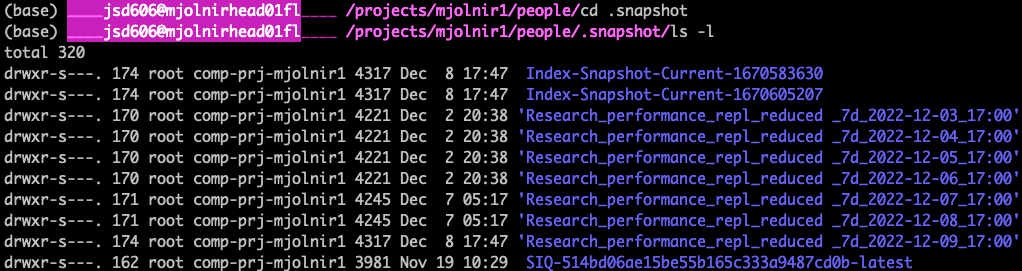 (base) ____jsd606@mjolnirhead01fl____ /projects/mjolnir1/people/cd .snapshot
(base) ____jsd606@mjolnirhead01fl____ /projects/mjolnir1/people/.snapshot/ls -l
total 320
drwxr-s---. 174 root comp-prj-mjolnir1 4317 Dec  8 17:47  Index-Snapshot-Current-1670583630
drwxr-s---. 174 root comp-prj-mjolnir1 4317 Dec  8 17:47  Index-Snapshot-Current-1670605207
drwxr-s---. 170 root comp-prj-mjolnir1 4221 Dec  2 20:38 'Research_performance_repl_reduced _7d_2022-12-03_17:00'
drwxr-s---. 170 root comp-prj-mjolnir1 4221 Dec  2 20:38 'Research_performance_repl_reduced _7d_2022-12-04_17:00'
drwxr-s---. 170 root comp-prj-mjolnir1 4221 Dec  2 20:38 'Research_performance_repl_reduced _7d_2022-12-05_17:00'
drwxr-s---. 170 root comp-prj-mjolnir1 4221 Dec  2 20:38 'Research_performance_repl_reduced _7d_2022-12-06_17:00'
drwxr-s---. 171 root comp-prj-mjolnir1 4245 Dec  7 05:17 'Research_performance_repl_reduced _7d_2022-12-07_17:00'
drwxr-s---. 171 root comp-prj-mjolnir1 4245 Dec  7 05:17 'Research_performance_repl_reduced _7d_2022-12-08_17:00'
drwxr-s---. 174 root comp-prj-mjolnir1 4317 Dec  8 17:47 'Research_performance_repl_reduced _7d_2022-12-09_17:00'
drwxr-s---. 162 root comp-prj-mjolnir1 3981 Nov 19 10:29  SIQ-514bd06ae15be55b165c333a9487cd0b-latest